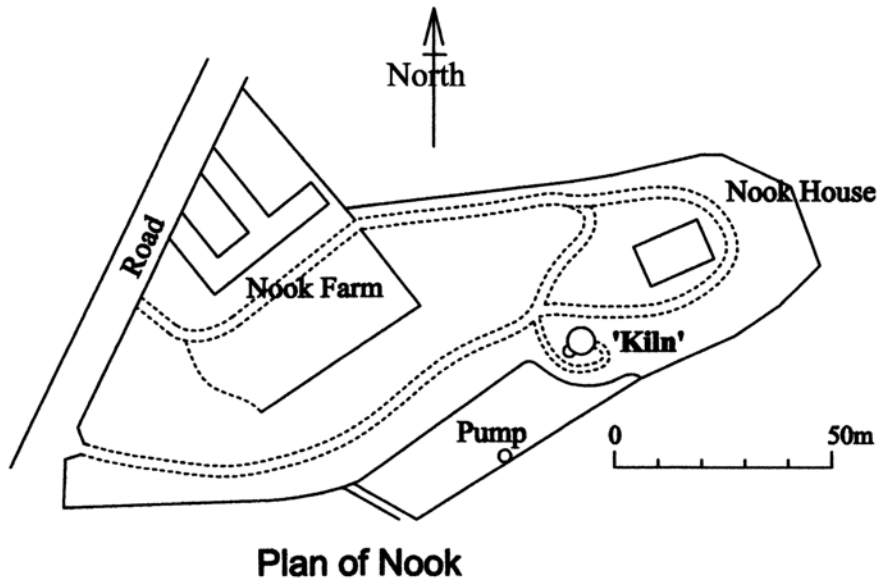 North
Nook House
Road
Nook Farm
'Kiln'
Pump
0 50m
Plan of Nook